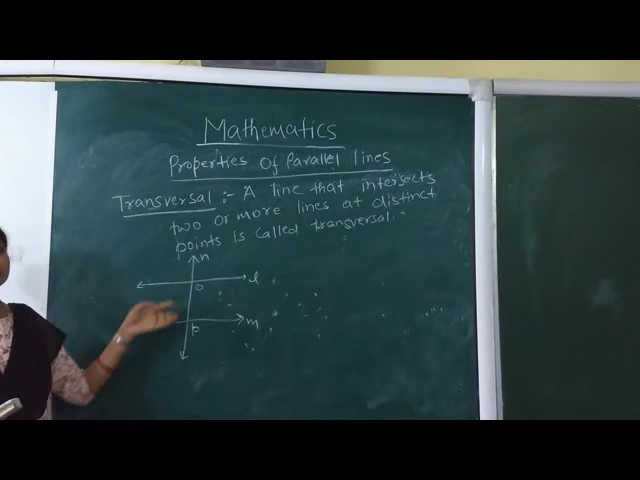 Mathematics
Properties Of Parallel lines
Transversal :- A line that intersects
two or more lines at distinct
points is called transversal.
n
l
O
P
m